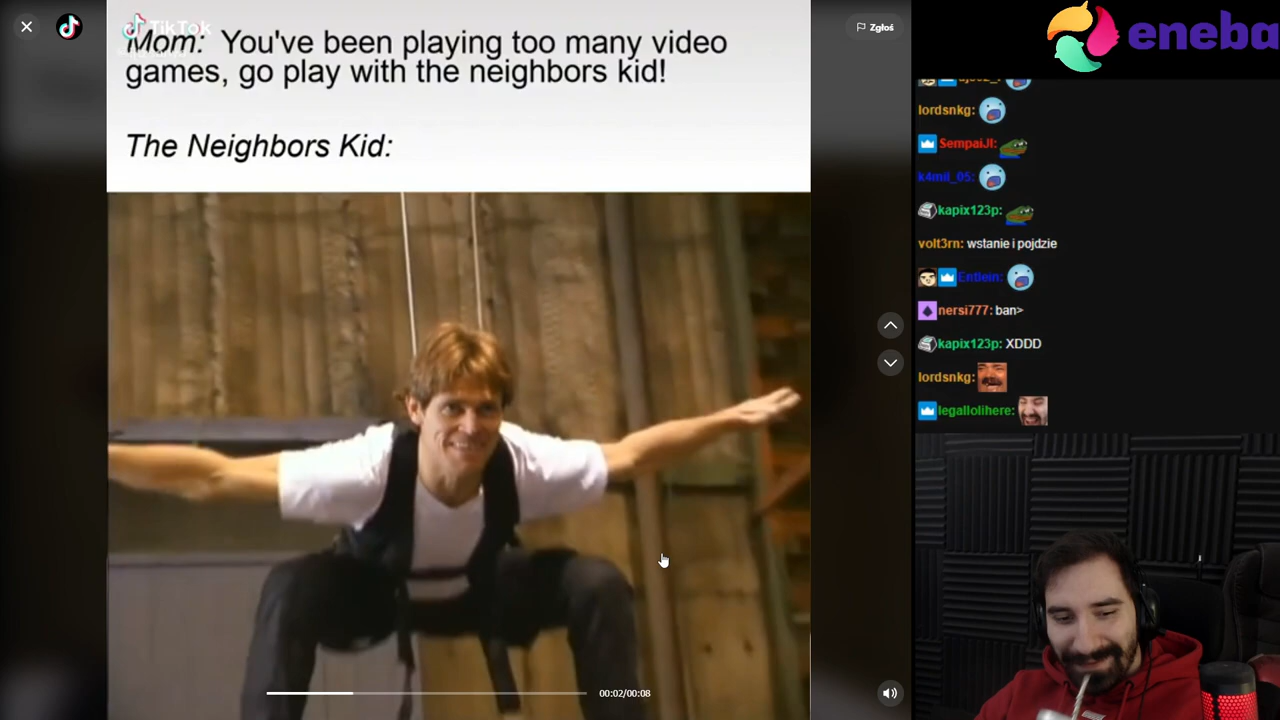 TikTok
Mom: You've been playing too many video
games, go play with the neighbors kid!
The Neighbors Kid:
Zgłoś
eneba
lordsnkg:
SempaiJI:
k4mil_05:
kapix123p:
volt3rn: wstanie i pojdzie
Entlein:
nersi777: ban>
kapix123p: XDDD
lordsnkg:
legallolihere:
00:02/00:08